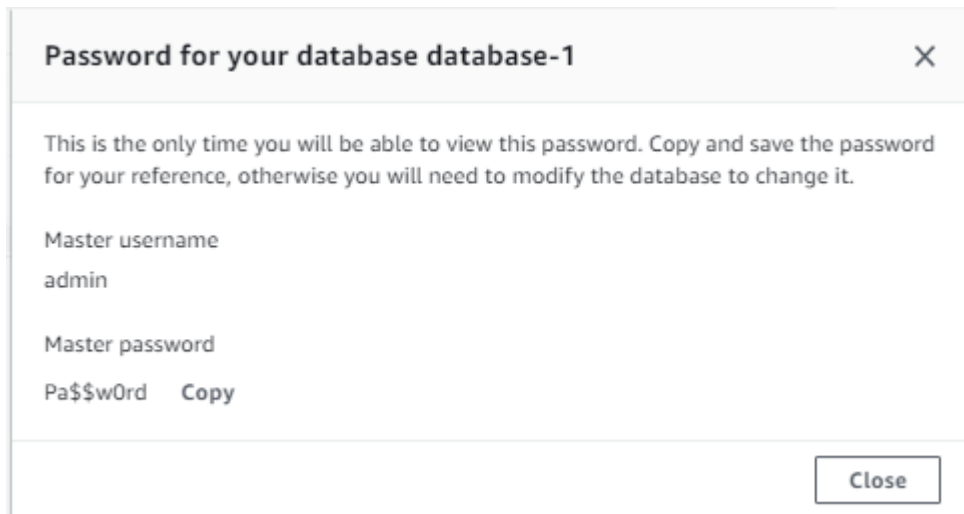 Password for your database database-1
This is the only time you will be able to view this password. Copy and save the password
for your reference, otherwise you will need to modify the database to change it.
Master username
admin
Master password
Pa$$w0rd Copy
Close